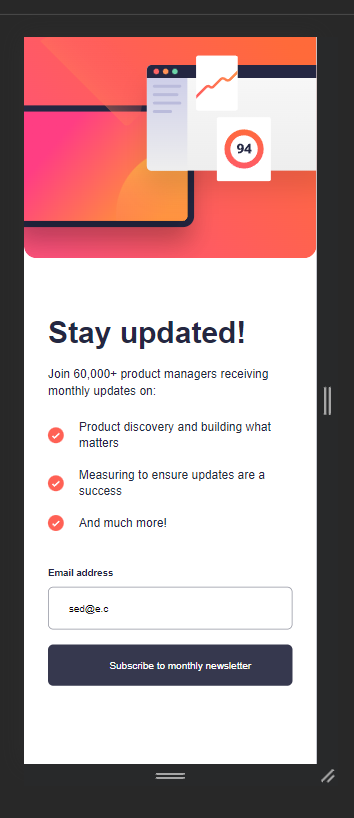 94
Stay updated!
Join 60,000+ product managers receiving
monthly updates on:
Product discovery and building what
matters
Measuring to ensure updates are a
success
And much more!
Email address
sed@e.c
Subscribe to monthly newsletter